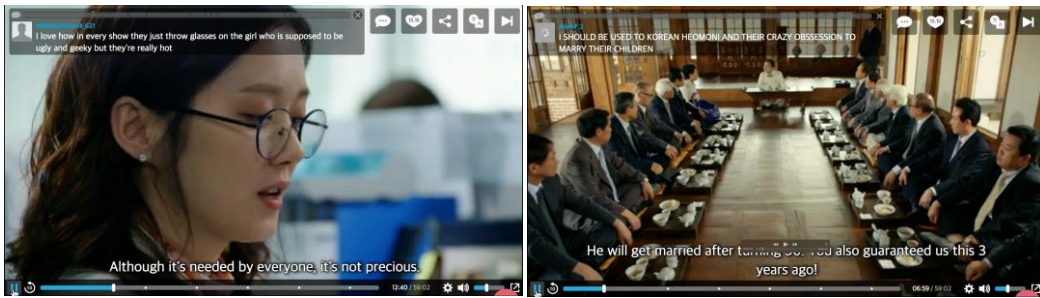 I love how in every show they just throw glasses on the girl who is supposed to be
ugly and geeky but they're really hot
Although it's needed by everyone, it's not precious.
12:40 / 59:02
I SHOULD BE USED TO KOREAN HEOMONI AND THEIR CRAZY OBSSESSION TO
MARRY THEIR CHILDREN
He will get married after turning 30. You also guaranteed us this 3
years ago!
06:59 / 59:02